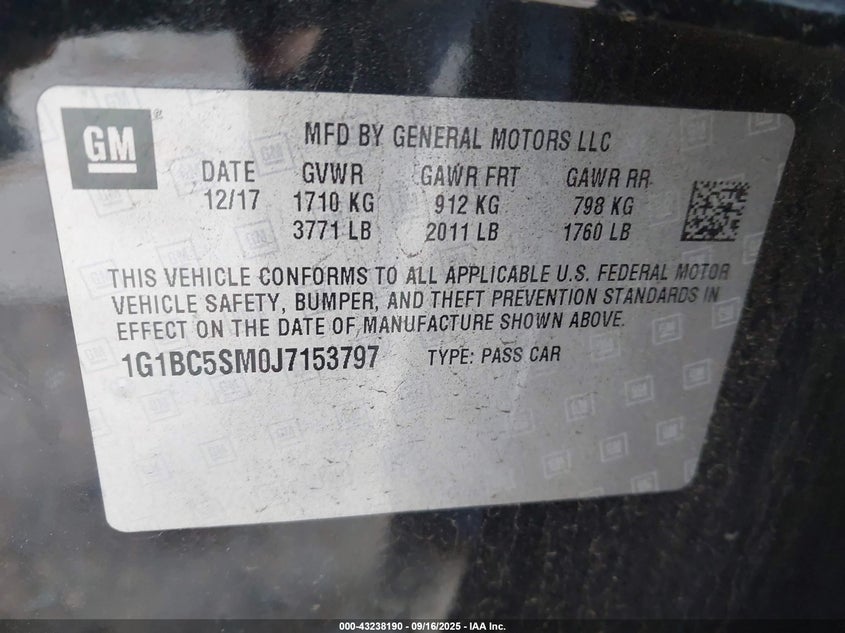 GM
MFD BY GENERAL MOTORS LLC
DATE GVWR GAWR FRT GAWR RR
12/17 1710 KG 912 KG 798 KG
3771 LB 2011 LB 1760 LB
THIS VEHICLE CONFORMS TO ALL APPLICABLE U.S. FEDERAL MOTOR
VEHICLE SAFETY, BUMPER, AND THEFT PREVENTION STANDARDS IN
EFFECT ON THE DATE OF MANUFACTURE SHOWN ABOVE.
1G1BC5SM0J7153797 TYPE: PASS CAR
000-43238190 - 09/16/2025 - IAA Inc.